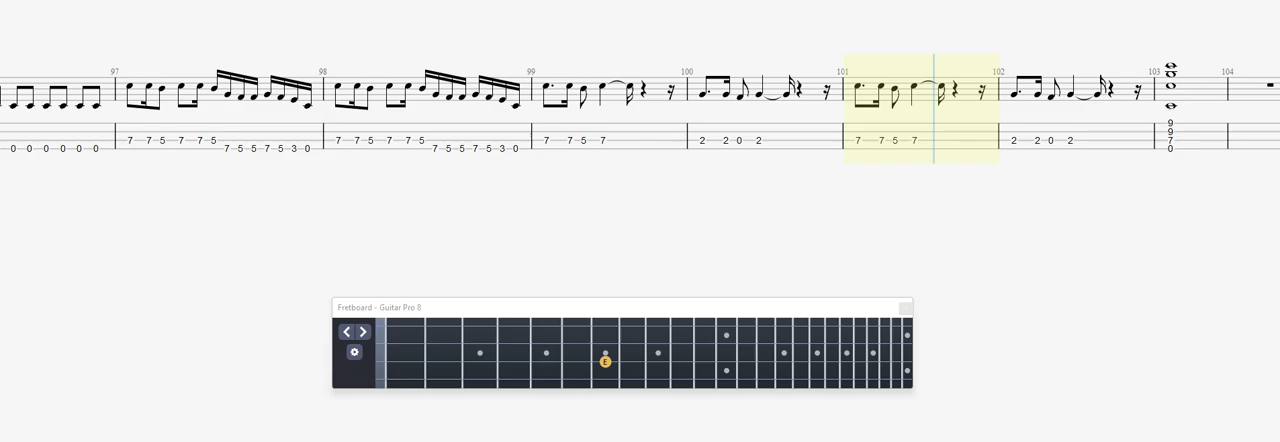 97 98 99 100 101 102 103 104
9
9
0 0 0 0 0 0 7 7 5 7 7 5 7 7 5 7 7 5 7 7 5 7 2 2 0 2 7 7 5 7 2 2 0 2 7
7 5 5 7 5 3 0 7 5 5 7 5 3 0 0
Fretboard - Guitar Pro 8
E